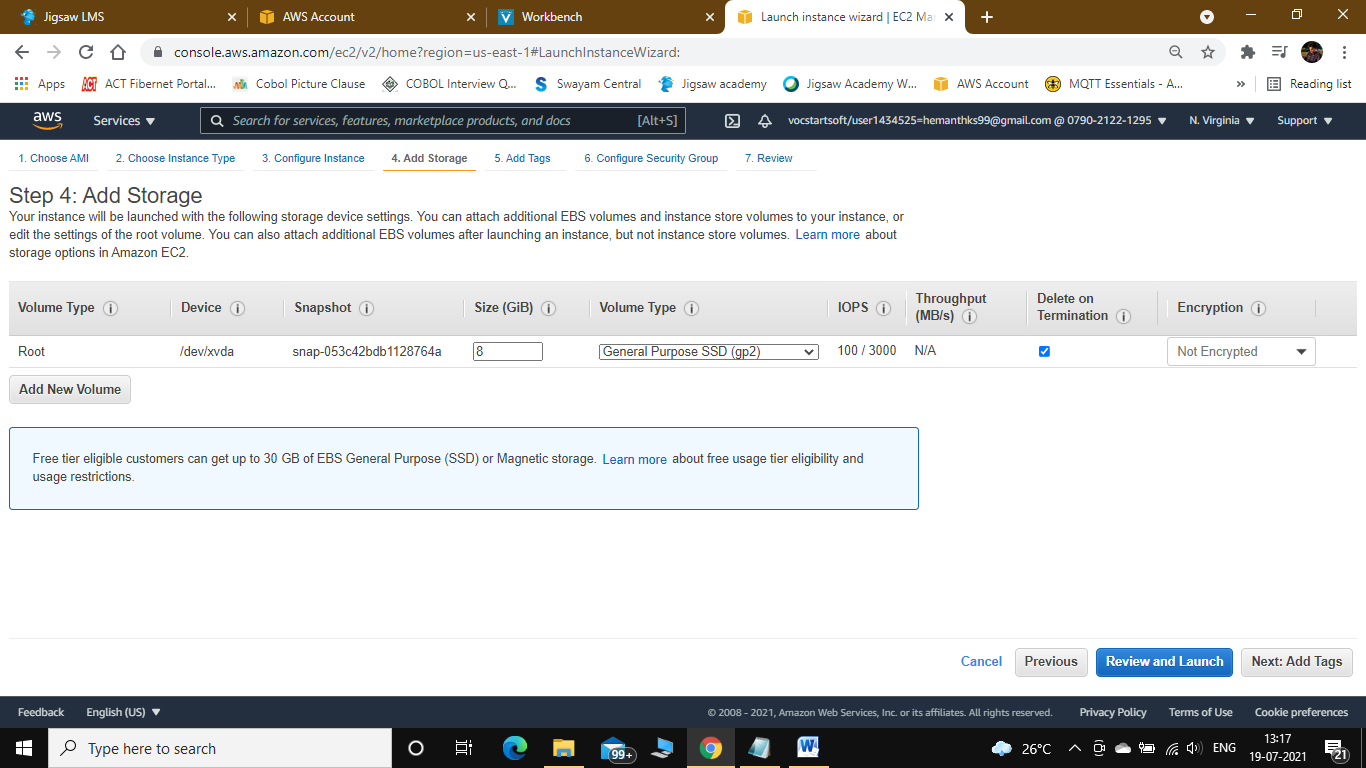 Jigsaw LMS
AWS Account
Workbench
Launch instance wizard | EC2 Ma
console.aws.amazon.com/ec2/v2/home?region=us-east-1#LaunchInstanceWizard:
Apps
ACT Fibernet Portal...
Cobol Picture Clause
COBOL Interview Q...
Swayam Central
Jigsaw academy
Jigsaw Academy W...
AWS Account
MQTT Essentials - A...
»
Reading list
aws
Services
Search for services, features, marketplace products, and docs
[Alt+S]
vocstartsoft/user1434525=hemanthks99@gmail.com @ 0790-2122-1295
N. Virginia
Support
1. Choose AMI
2. Choose Instance Type
3. Configure Instance
4. Add Storage
5. Add Tags
6. Configure Security Group
7. Review
Step 4: Add Storage
Your instance will be launched with the following storage device settings. You can attach additional EBS volumes and instance store volumes to your instance, or
edit the settings of the root volume. You can also attach additional EBS volumes after launching an instance, but not instance store volumes. Learn more about
storage options in Amazon EC2.
Volume Type
Device
Snapshot
Size (GiB)
Volume Type
IOPS
Throughput
(MB/s)
Delete on
Termination
Encryption
Root
/dev/xvda
snap-053c42bdb1128764a
8
General Purpose SSD (gp2)
100 / 3000
N/A
Not Encrypted
Add New Volume
Free tier eligible customers can get up to 30 GB of EBS General Purpose (SSD) or Magnetic storage. Learn more about free usage tier eligibility and
usage restrictions.
Cancel
Previous
Review and Launch
Next: Add Tags
Feedback
English (US)
© 2008 - 2021, Amazon Web Services, Inc. or its affiliates. All rights reserved.
Privacy Policy
Terms of Use
Cookie preferences
Type here to search
99+
26°C
ENG
13:17
19-07-2021
21